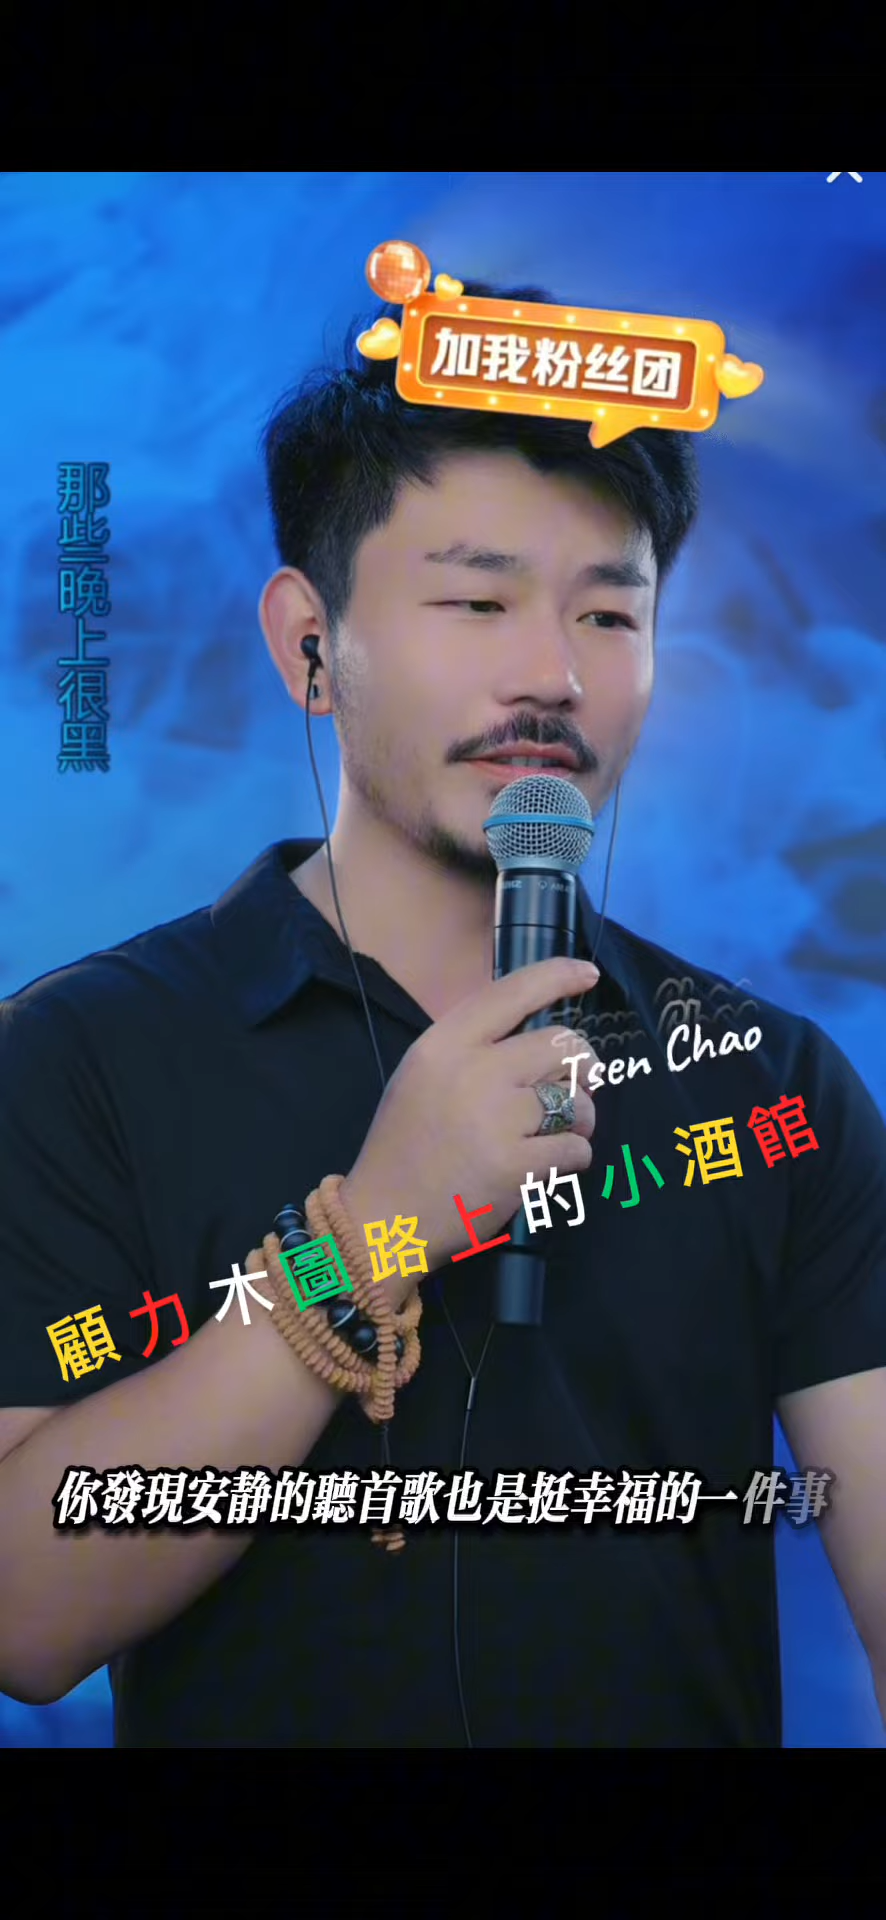 加我粉丝团
那些晚上很黑
Tsen Chao
顧力木圖路上的小酒館
你發現安静的聽首歌也是挺幸福的一件事